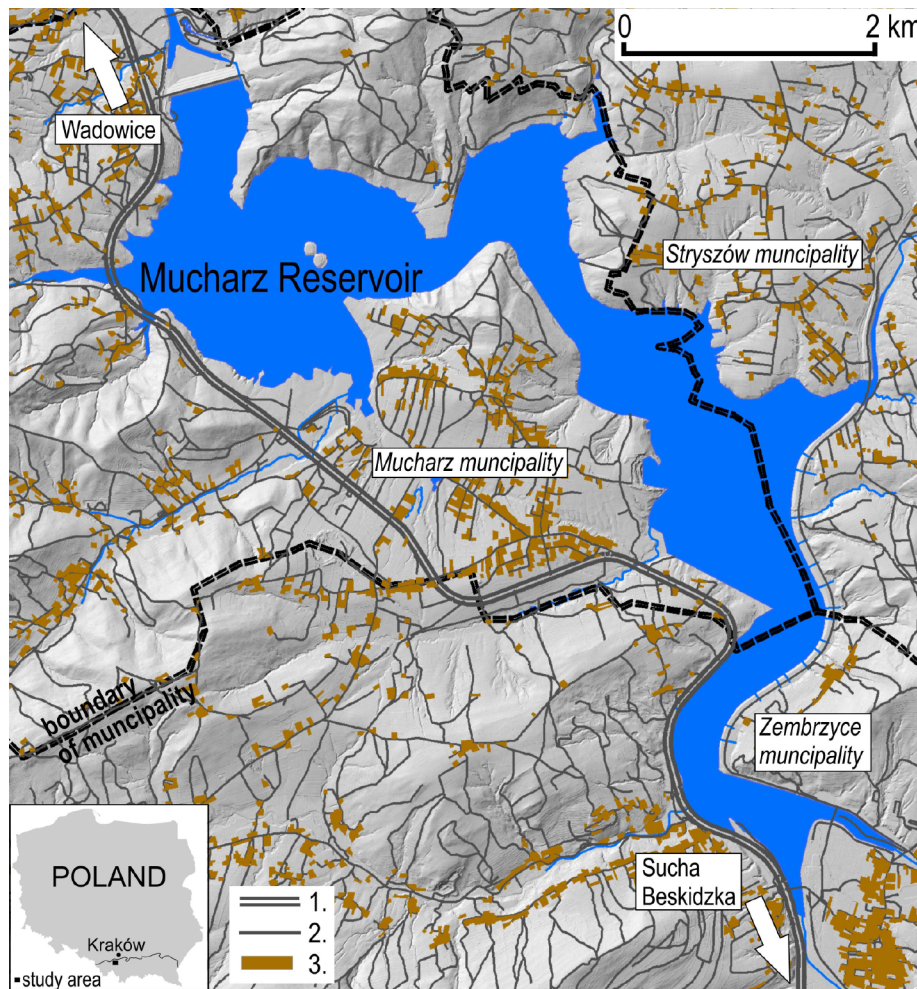 0 2 km
Wadowice
Stryszów muncipality
Mucharz Reservoir
Mucharz muncipality
boundary
of muncipality
Zembrzyce
muncipality
POLAND
Kraków
study area
1.
2.
3.
Sucha
Beskidzka